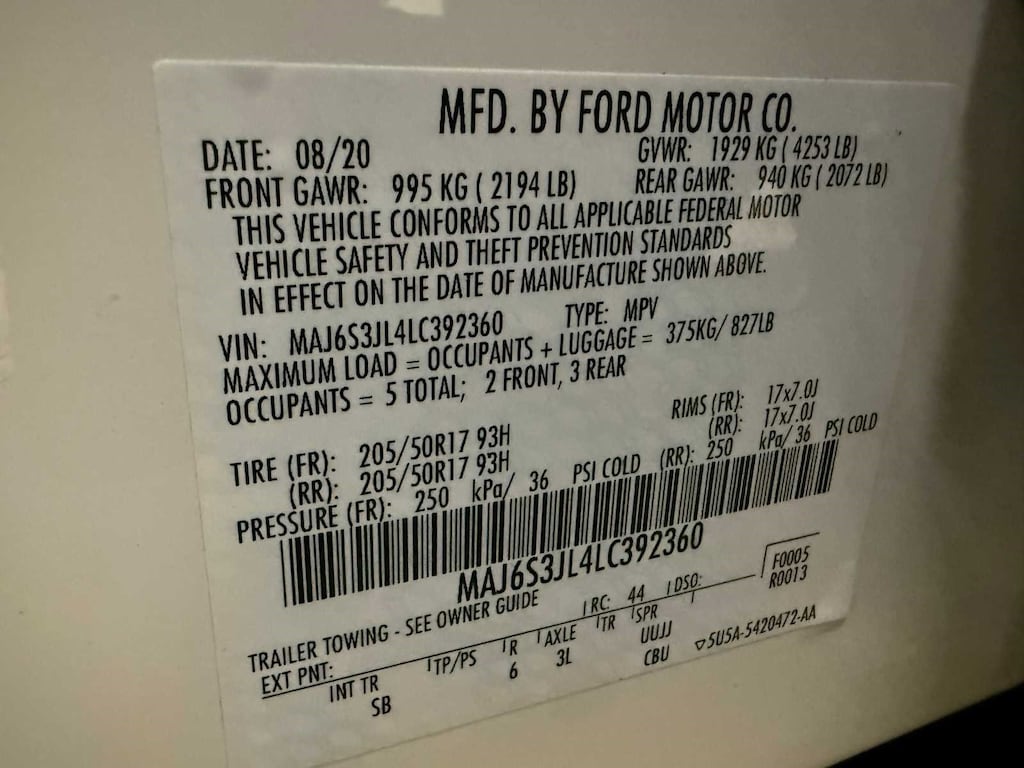 MFD. BY FORD MOTOR CO.
DATE: 08/20 GVWR: 1929 KG ( 4253 LB)
FRONT GAWR: 995 KG ( 2194 LB) REAR GAWR: 940 KG ( 2072 LB)
THIS VEHICLE CONFORMS TO ALL APPLICABLE FEDERAL MOTOR
VEHICLE SAFETY AND THEFT PREVENTION STANDARDS
IN EFFECT ON THE DATE OF MANUFACTURE SHOWN ABOVE.
VIN: MAJ6S3JL4LC392360 TYPE: MPV
MAXIMUM LOAD = OCCUPANTS + LUGGAGE = 375KG/ 827LB
OCCUPANTS = 5 TOTAL; 2 FRONT, 3 REAR
TIRE (FR): 205/50R17 93H RIMS (FR): 17x7.0J
(RR): 205/50R17 93H (RR): 17x7.0J
PRESSURE (FR): 250 kPa/ 36 PSI COLD (RR): 250 kPa/ 36 PSI COLD
MAJ6S3JL4LC392360
TRAILER TOWING - SEE OWNER GUIDE
EXT PNT: RC: 44 DSO: F0005
R0013
INT TR TP/PS R AXLE TR SPR
SB 6 3L UUJJ
CBU ▽5U5A-5420472-AA